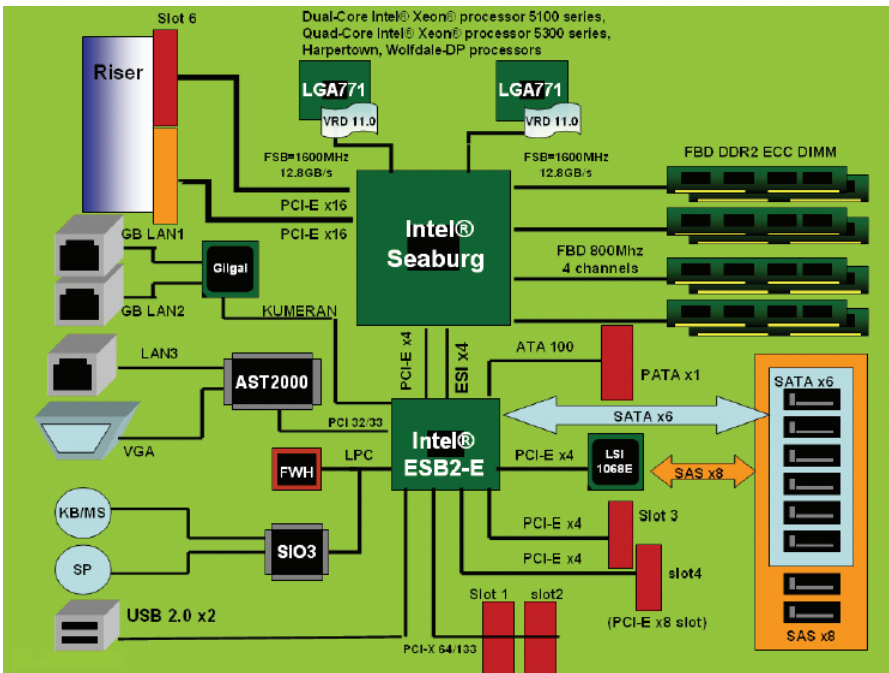 Slot 6
Dual-Core Intel® Xeon® processor 5100 series,
Quad-Core Intel® Xeon® processor 5300 series,
Harpertown, Wolfdale-DP processors
Riser
LGA771
VRD 11.0
LGA771
VRD 11.0
FSB=1600MHz
12.8GB/s
FSB=1600MHz
12.8GB/s
FBD DDR2 ECC DIMM
PCI-E x16
PCI-E x16
Intel®
Seaburg
GB LAN1
Gilgal
GB LAN2
KUMERAN
FBD 800Mhz
4 channels
PCI-E x4
ESI x4
ATA 100
PATA x1
SATA x6
LAN3
AST2000
VGA
PCI 32/33
SATA x6
Intel®
ESB2-E
FWH
LPC
PCI-E x4
LSI
1068E
SAS x8
KB/MS
SP
SIO3
PCI-E x4
Slot 3
PCI-E x4
slot4
(PCI-E x8 slot)
USB 2.0 x2
Slot 1
slot2
PCI-X 64/133
SAS x8